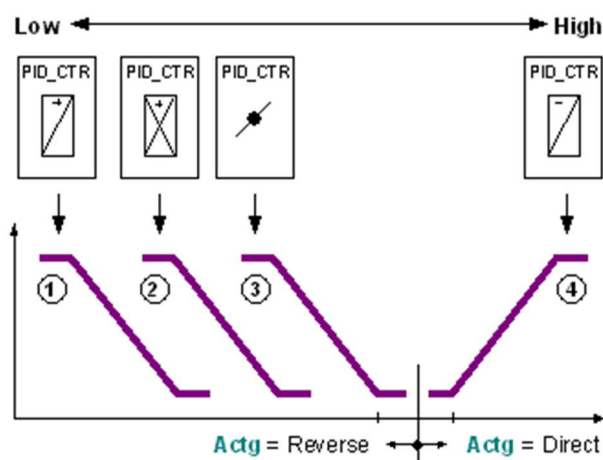 Low High
PID_CTR PID_CTR PID_CTR PID_CTR
+ + -
1 2 3 4
Actg = Reverse Actg = Direct